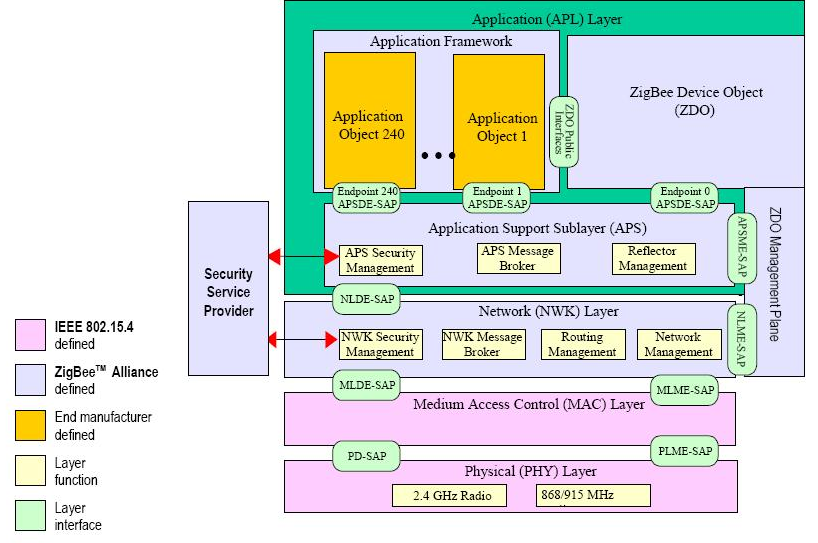 Application (APL) Layer
Application Framework
Application
Object 240
Application
Object 1
ZDO Public
Interfaces
ZigBee Device Object
(ZDO)
Endpoint 240
APSDE-SAP
Endpoint 1
APSDE-SAP
Endpoint 0
APSDE-SAP
Application Support Sublayer (APS)
APS Security
Management
APS Message
Broker
Reflector
Management
APSME-SAP
ZDO Management Plane
Security
Service
Provider
NLDE-SAP
Network (NWK) Layer
NWK Security
Management
NWK Message
Broker
Routing
Management
Network
Management
NLME-SAP
MLDE-SAP
MLME-SAP
Medium Access Control (MAC) Layer
PD-SAP
PLME-SAP
Physical (PHY) Layer
2.4 GHz Radio
868/915 MHz
IEEE 802.15.4
defined
ZigBee™ Alliance
defined
End manufacturer
defined
Layer
function
Layer
interface